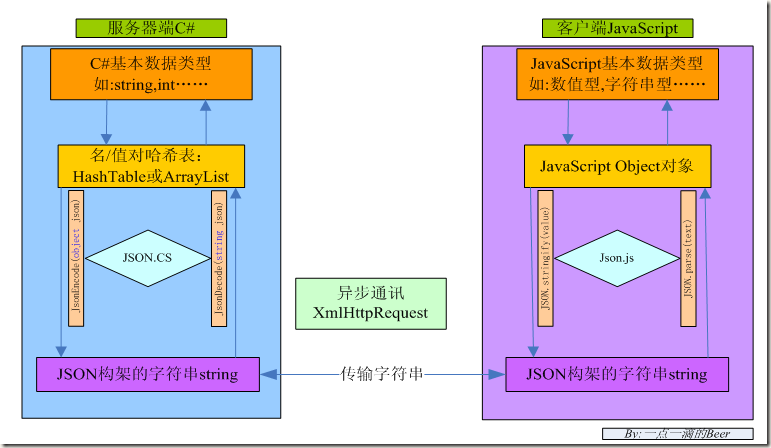 服务器端C#
C#基本数据类型
如:string,int……
名/值对哈希表:
HashTable或ArrayList
JsonEncode(object json)
JSON.CS
JsonDecode(string json)
JSON构架的字符串string
异步通讯
XmlHttpRequest
传输字符串
客户端JavaScript
JavaScript基本数据类型
如:数值型,字符串型……
JavaScript Object对象
JSON.stringify(value)
Json.js
JSON.parse(text)
JSON构架的字符串string
By: 一点一滴的Beer